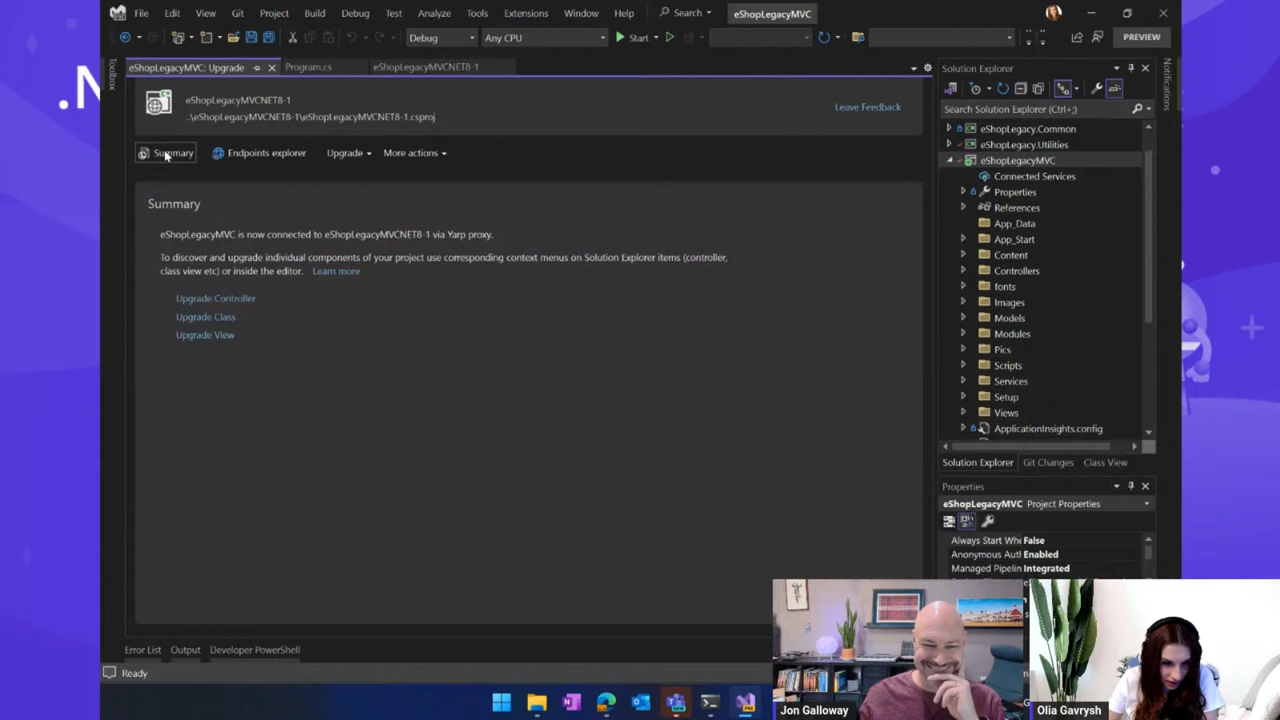 File Edit View Git Project Build Debug Test Analyze Tools Extensions Window Help Search eShopLegacyMVC
Debug Any CPU Start PREVIEW
.N
Toolbox
eShopLegacyMVC: Upgrade Program.cs eShopLegacyMVCNET8-1
eShopLegacyMVCNET8-1
..\eShopLegacyMVCNET8-1\eShopLegacyMVCNET8-1.csproj
Leave Feedback
Summary Endpoints explorer Upgrade More actions
Summary
eShopLegacyMVC is now connected to eShopLegacyMVCNET8-1 via Yarp proxy.
To discover and upgrade individual components of your project use corresponding context menus on Solution Explorer items (controller,
class view etc) or inside the editor. Learn more
Upgrade Controller
Upgrade Class
Upgrade View
Solution Explorer
Search Solution Explorer (Ctrl+;)
eShopLegacy.Common
eShopLegacy.Utilities
eShopLegacyMVC
Connected Services
Properties
References
App_Data
App_Start
Content
Controllers
fonts
Images
Models
Modules
Pics
Scripts
Services
Setup
Views
ApplicationInsights.config
Solution Explorer Git Changes Class View
Notifications
Properties
eShopLegacyMVC Project Properties
Always Start Whe False
Anonymous Auth Enabled
Managed Pipelin Integrated
Error List Output Developer PowerShell
Ready
Jon Galloway
Olia Gavrysh